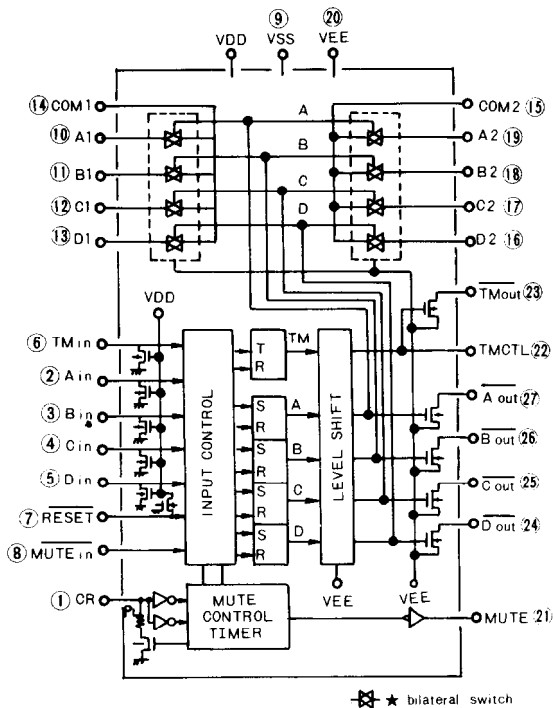 ⑨ ⑳
VDD VSS VEE
⑭ COM1 A COM2 ⑮
⑩ A1 A2 ⑲
B
⑪ B1 B2 ⑱
C
⑫ C1 C2 ⑰
D
⑬ D1 D2 ⑯
VDD TMout ㉓
⑥ TMin T TM TMCTL ㉒
R
② Ain
A out ㉗
③ Bin S A
R
B out ㉖
④ Cin S B
R
⑤ Din S C C out ㉕
R
⑦ RESET S D D out ㉔
R
⑧ MUTEin
INPUT CONTROL
LEVEL SHIFT
① CR VEE VEE
MUTE CONTROL TIMER
MUTE ㉑
★ bilateral switch